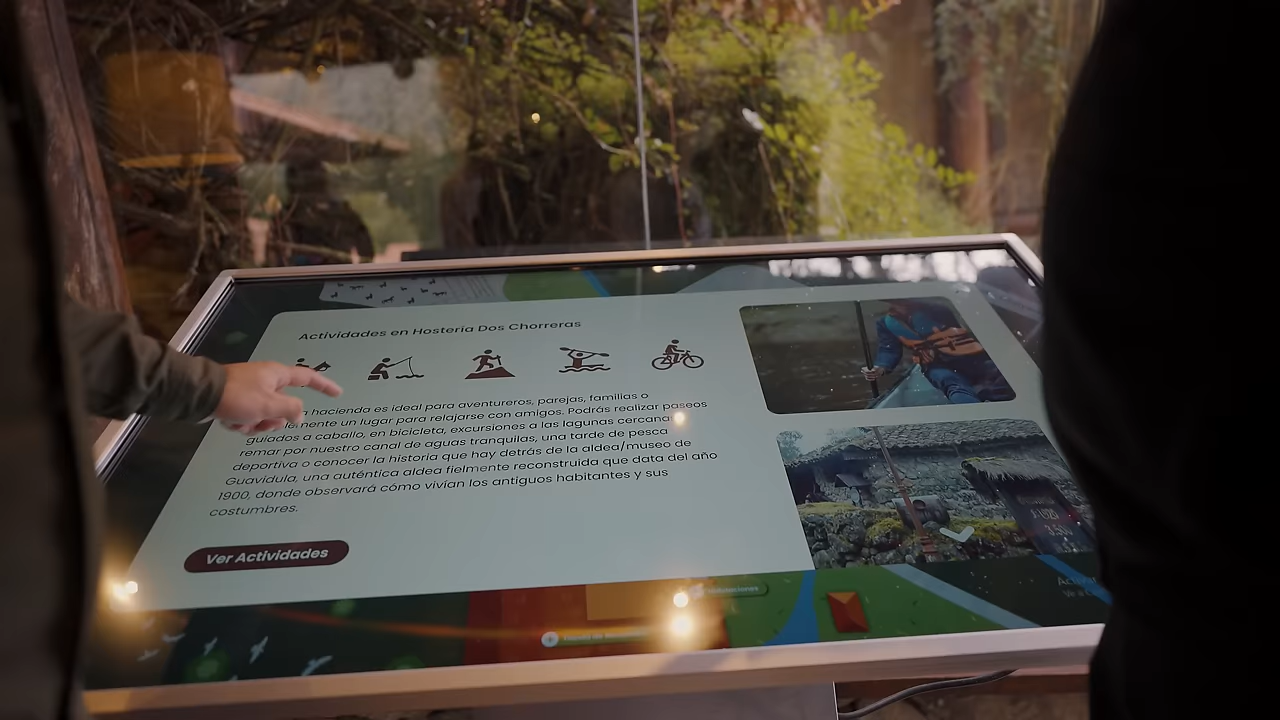 Actividades en Hostería Dos Chorreras
hacienda es ideal para aventureros, parejas, familias o
mente un lugar para relajarse con amigos. Podrás realizar paseos
guiados a caballo, en bicicleta, excursiones a las lagunas cercana
remar por nuestro canal de aguas tranquilas, una tarde de pesca
deportiva o conocer la historia que hay detrás de la aldea/museo de
Guavidula, una auténtica aldea fielmente reconstruida que data del año
1900, donde observará cómo vivían los antiguos habitantes y sus
costumbres.
Ver Actividades